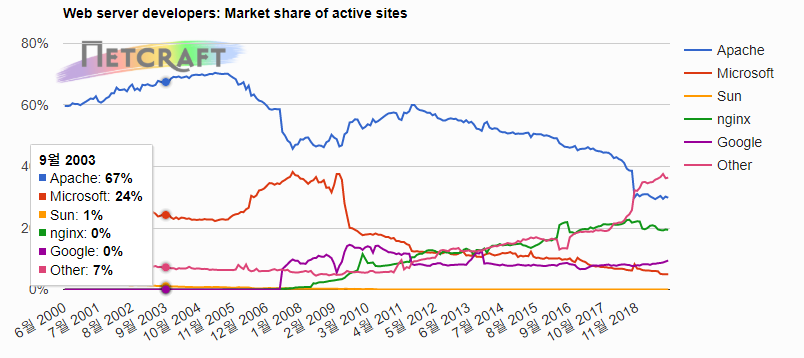 Web server developers: Market share of active sites
NETCRAFT
80%
60%
4
2
0%
9월 2003
Apache: 67%
Microsoft: 24%
Sun: 1%
nginx: 0%
Google: 0%
Other: 7%
Apache
Microsoft
Sun
nginx
Google
Other
6월 2000
7월 2001
8월 2002
9월 2003
10월 2004
11월 2005
12월 2006
1월 2008
2월 2009
3월 2010
4월 2011
5월 2012
6월 2013
7월 2014
8월 2015
9월 2016
10월 2017
11월 2018